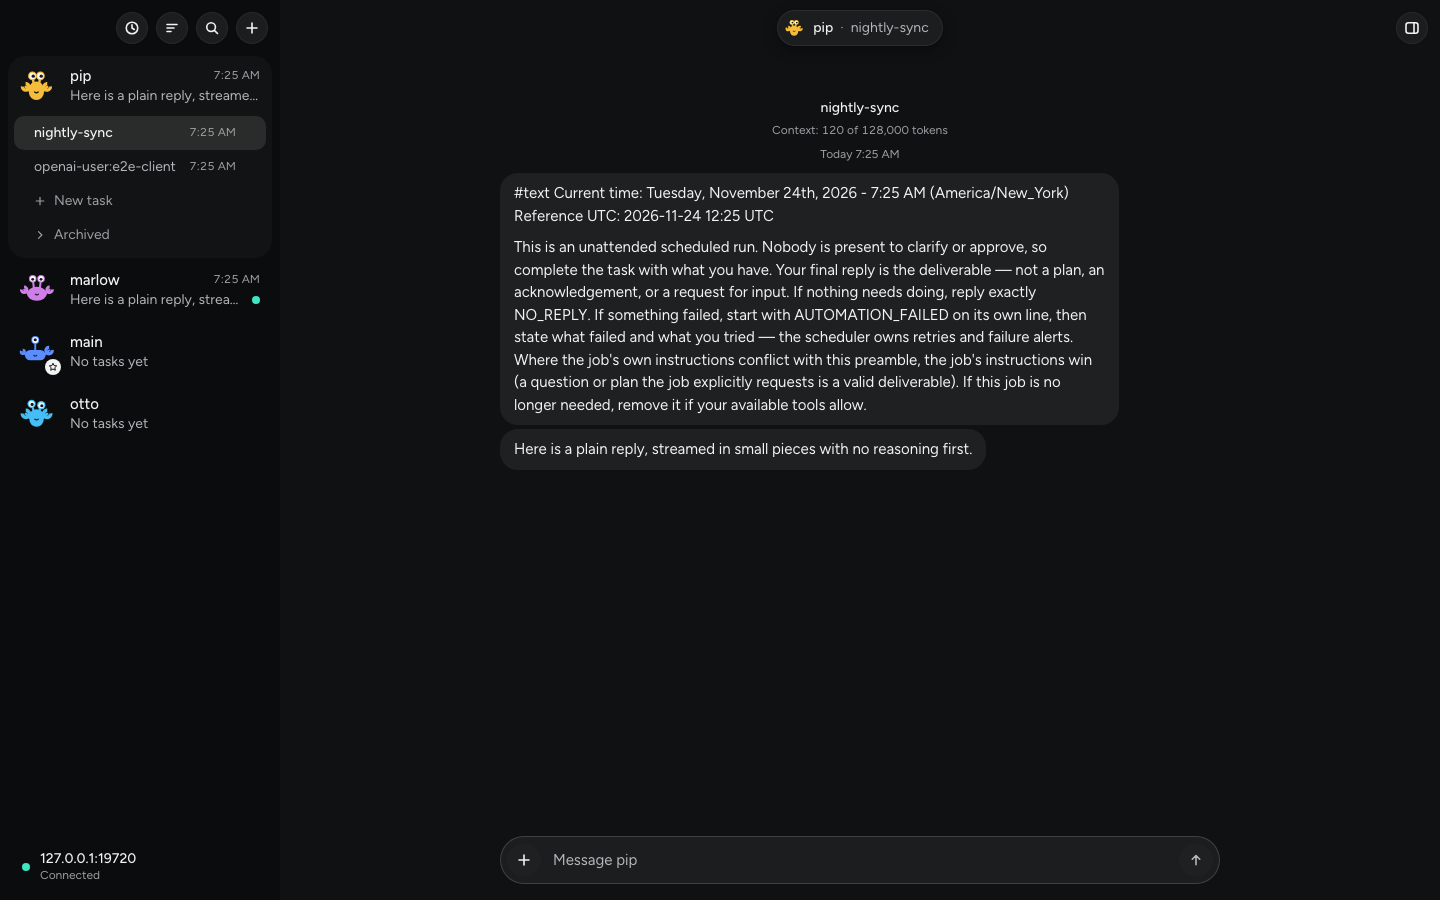 pip
7:25 AM
Here is a plain reply, streame...
nightly-sync
7:25 AM
openai-user:e2e-client
7:25 AM
New task
Archived
marlow
7:25 AM
Here is a plain reply, strea...
main
No tasks yet
otto
No tasks yet
127.0.0.1:19720
Connected
pip · nightly-sync
nightly-sync
Context: 120 of 128,000 tokens
Today 7:25 AM
#text Current time: Tuesday, November 24th, 2026 - 7:25 AM (America/New_York)
Reference UTC: 2026-11-24 12:25 UTC
This is an unattended scheduled run. Nobody is present to clarify or approve, so
complete the task with what you have. Your final reply is the deliverable — not a plan, an
acknowledgement, or a request for input. If nothing needs doing, reply exactly
NO_REPLY. If something failed, start with AUTOMATION_FAILED on its own line, then
state what failed and what you tried — the scheduler owns retries and failure alerts.
Where the job's own instructions conflict with this preamble, the job's instructions win
(a question or plan the job explicitly requests is a valid deliverable). If this job is no
longer needed, remove it if your available tools allow.
Here is a plain reply, streamed in small pieces with no reasoning first.
Message pip